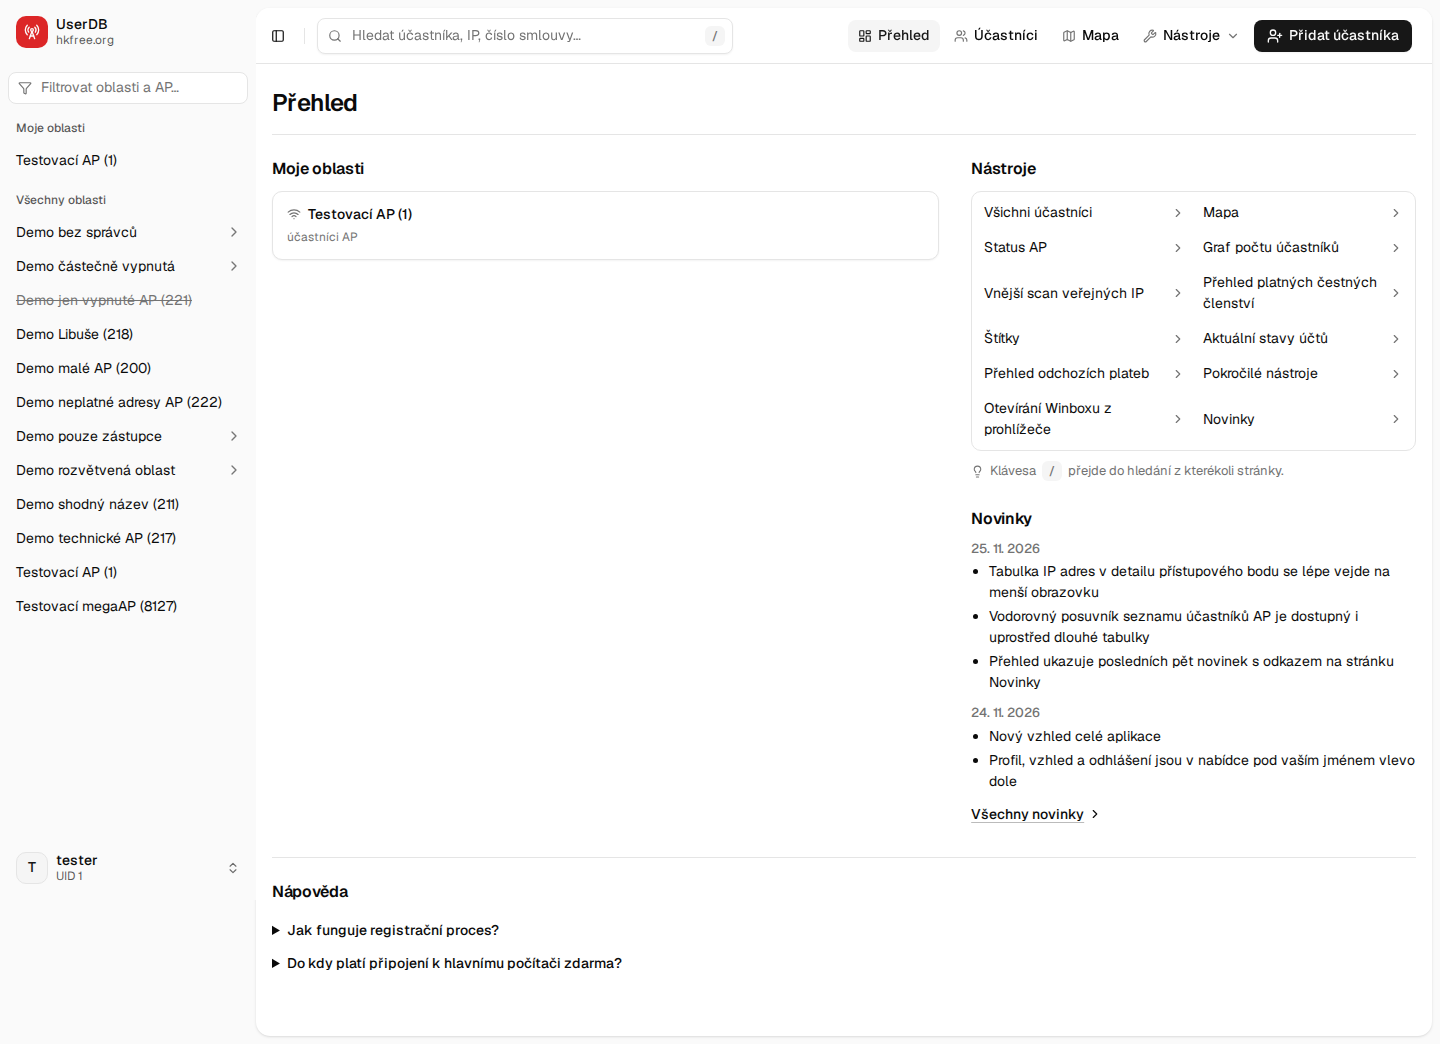 UserDB
hkfree.org
Filtrovat oblasti a AP...
Moje oblasti
Testovací AP (1)
Všechny oblasti
Demo bez správců
Demo částečně vypnutá
Demo jen vypnuté AP (221)
Demo Libuše (218)
Demo malé AP (200)
Demo neplatné adresy AP (222)
Demo pouze zástupce
Demo rozvětvená oblast
Demo shodný název (211)
Demo technické AP (217)
Testovací AP (1)
Testovací megaAP (8127)
T
tester
UID 1
Hledat účastníka, IP, číslo smlouvy...
/
Přehled
Účastníci
Mapa
Nástroje
Přidat účastníka
Přehled
Moje oblasti
Testovací AP (1)
účastníci AP
Nástroje
Všichni účastníci
Mapa
Status AP
Graf počtu účastníků
Vnější scan veřejných IP
Přehled platných čestných
členství
Štítky
Aktuální stavy účtů
Přehled odchozích plateb
Pokročilé nástroje
Otevírání Winboxu z
prohlížeče
Novinky
Klávesa / přejde do hledání z kterékoli stránky.
Novinky
25. 11. 2026
Tabulka IP adres v detailu přístupového bodu se lépe vejde na
menší obrazovku
Vodorovný posuvník seznamu účastníků AP je dostupný i
uprostřed dlouhé tabulky
Přehled ukazuje posledních pět novinek s odkazem na stránku
Novinky
24. 11. 2026
Nový vzhled celé aplikace
Profil, vzhled a odhlášení jsou v nabídce pod vaším jménem vlevo
dole
Všechny novinky
Nápověda
Jak funguje registrační proces?
Do kdy platí připojení k hlavnímu počítači zdarma?